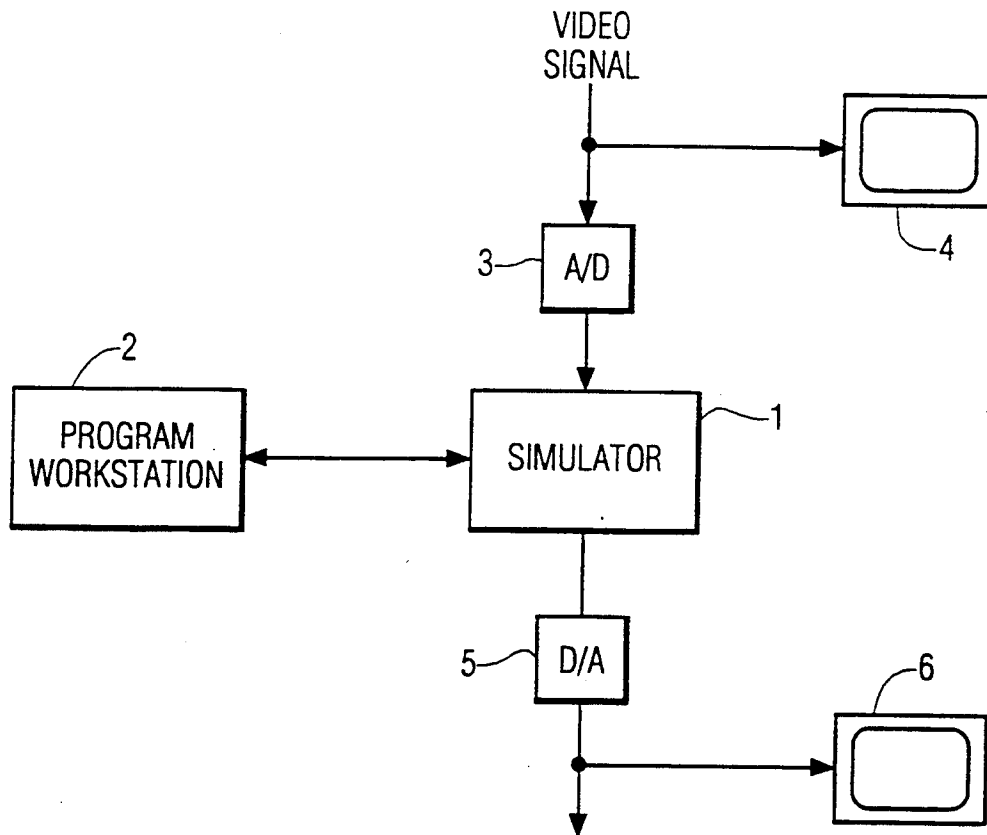 VIDEO
SIGNAL
4
3
A/D
2
PROGRAM
WORKSTATION
1
SIMULATOR
5
D/A
6